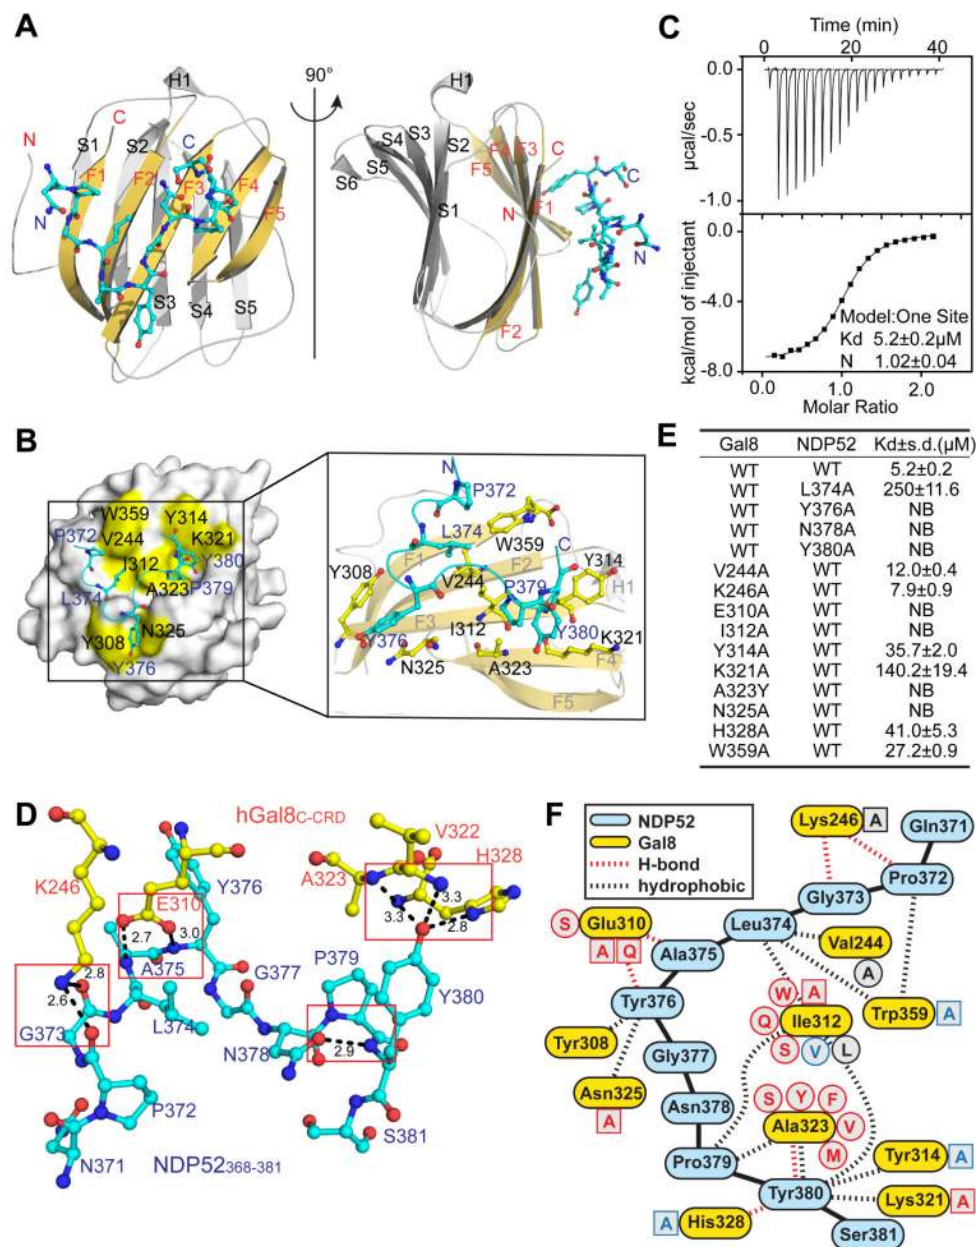 A
90°
H1
N
C
S1
S2
C
F1
F2
F3
F4
F5
N
S3
S4
S5
H1
S3
S4
S2
S5
S6
F4
F3
C
F5
C
S1
N
F1
N
F2
C
Time (min)
0 20 40
0.0
-0.5
-1.0
µcal/sec
0.0
-4.0
-8.0
kcal/mol of injectant
Model:One Site
Kd 5.2±0.2µM
N 1.02±0.04
0.0 1.0 2.0
Molar Ratio
B
W359
Y314
V244
K321
P372
I312
Y380
A323
P379
L374
Y308
N325
Y376
N
P372
L374
W359
F1
F2
C
Y314
Y308
V244
P379
H1
F3
I312
Y376
Y380
K321
N325
A323
F4
F5
E
Gal8 NDP52 Kd±s.d.(µM)
WT WT 5.2±0.2
WT L374A 250±11.6
WT Y376A NB
WT N378A NB
WT Y380A NB
V244A WT 12.0±0.4
K246A WT 7.9±0.9
E310A WT NB
I312A WT NB
Y314A WT 35.7±2.0
K321A WT 140.2±19.4
A323Y WT NB
N325A WT NB
H328A WT 41.0±5.3
W359A WT 27.2±0.9
D
hGal8C-CRD
V322
H328
A323
K246
Y376
E310
3.3
3.3
2.8
2.7
3.0
A375
G377
P379
Y380
2.8
2.6
G373
L374
N378
2.9
P372
S381
N371
NDP52368-381
F
NDP52
Gal8
H-bond
hydrophobic
Lys246 A
Gln371
Pro372
Gly373
S Glu310
Leu374
A Q
Ala375
Val244
A
W A
Trp359 A
Tyr376
Q Ile312
S V L
Tyr308
Gly377
Asn325
A
Asn378
S Y F
Ala323 V
M
Pro379
Tyr314 A
Tyr380
Lys321 A
A His328
Ser381